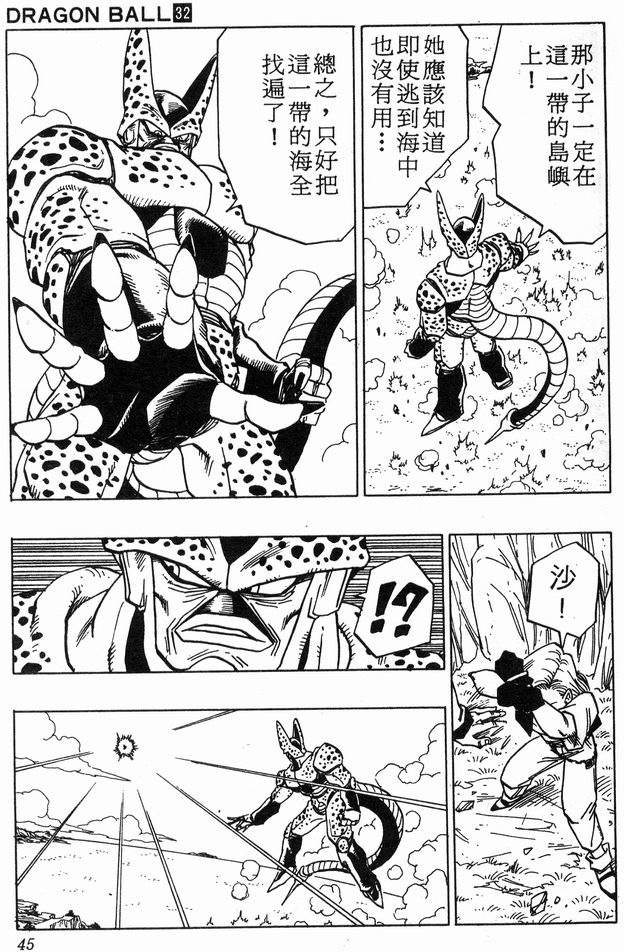 DRAGON BALL 32
那小子一定在
這一帶的島嶼
上！
她應該知道
即使逃到海中
也沒有用…
總之，只好把
這一帶的海全
找遍了！
沙！
!?
45